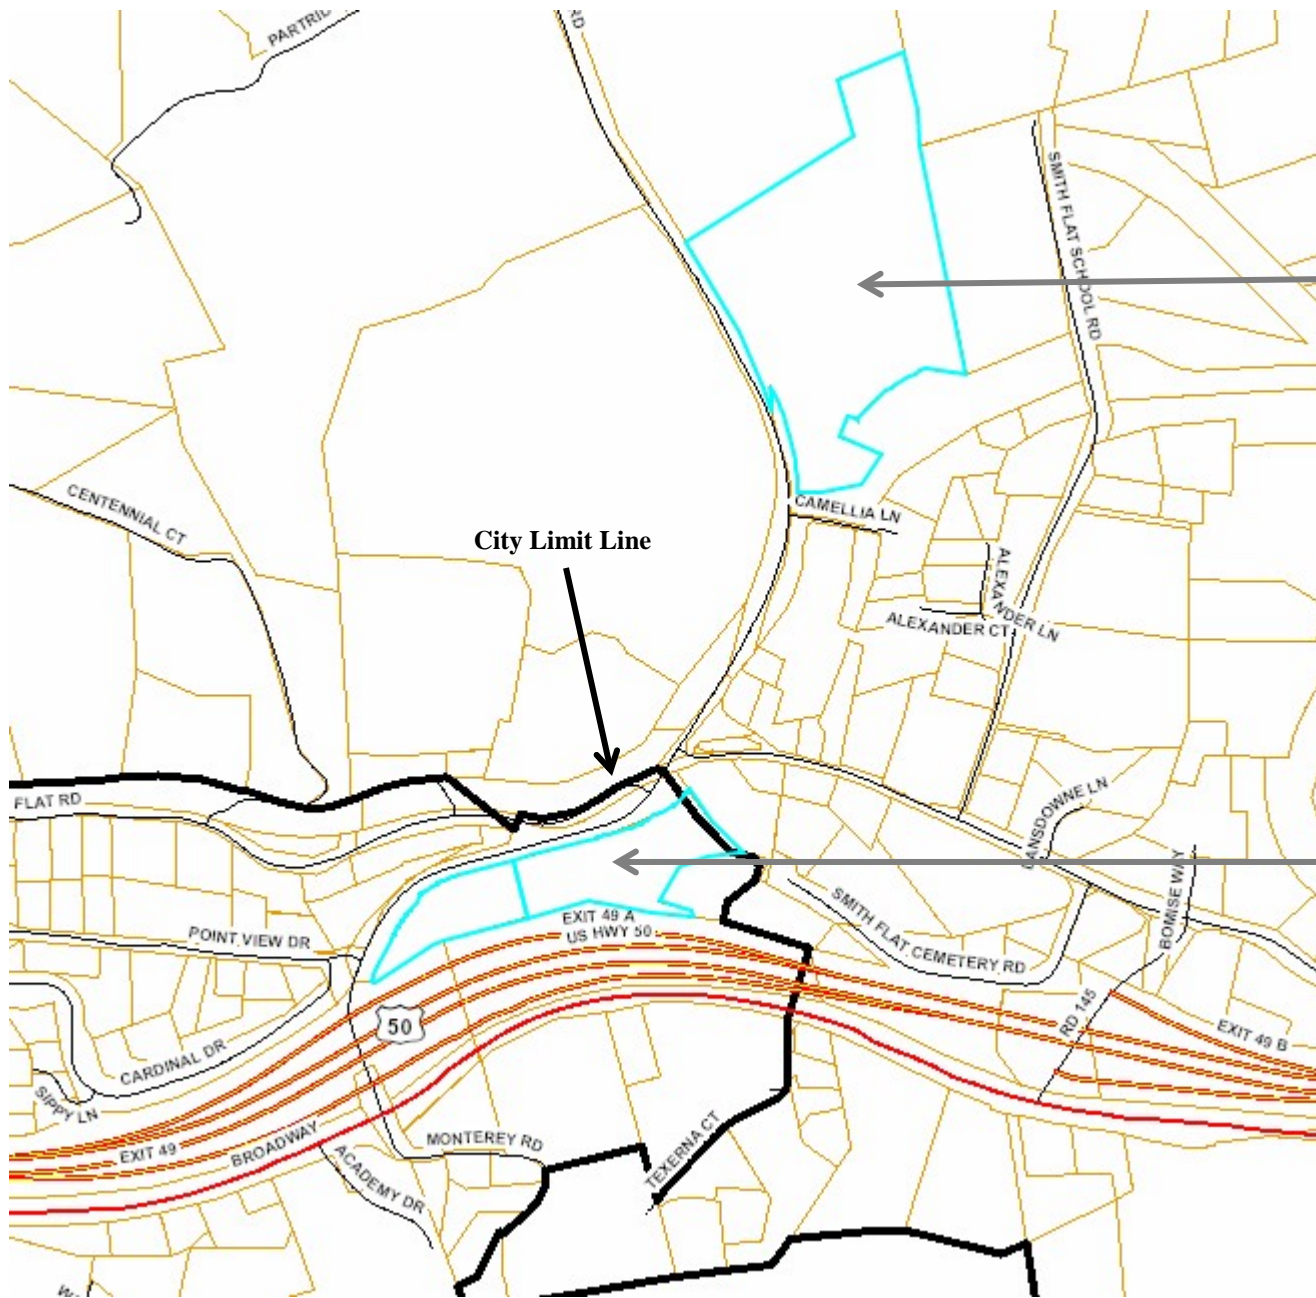 PARTRID
RD
SMITH FLAT SCHOOL RD
CENTENNIAL CT
CAMELLIA LN
City Limit Line
ALEXANDER LN
ALEXANDER CT
FLAT RD
LANSDOWNE LN
BOMISE WAY
SMITH FLAT CEMETERY RD
EXIT 49 A
US HWY 50
POINT VIEW DR
50
RD 145
EXIT 49 B
CARDINAL DR
SIPPY LN
EXIT 49
BROADWAY
MONTEREY RD
ACADEMY DR
TEXERNA CT